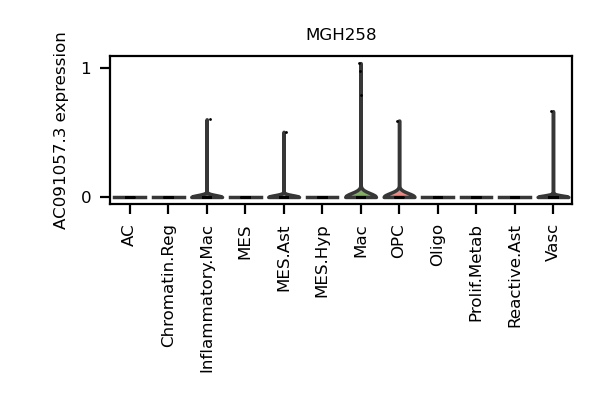 MGH258
AC091057.3 expression
1
0
AC
Chromatin.Reg
Inflammatory.Mac
MES
MES.Ast
MES.Hyp
Mac
OPC
Oligo
Prolif.Metab
Reactive.Ast
Vasc